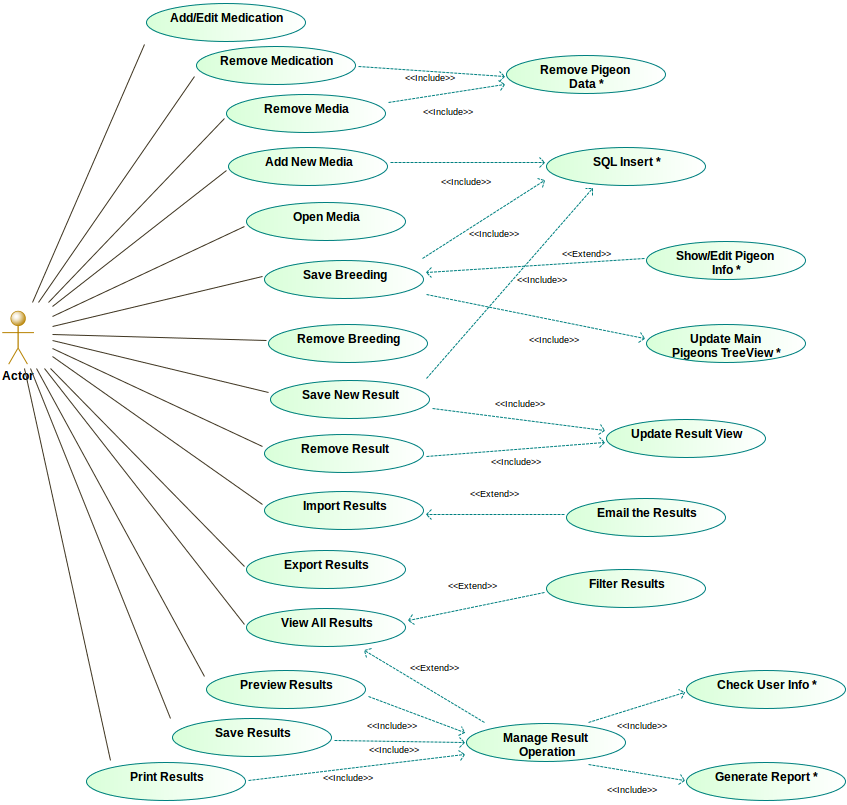 Add/Edit Medication
Remove Medication
<<Include>>
Remove Pigeon
Data *
Remove Media
<<Include>>
Add New Media
SQL Insert *
<<Include>>
Open Media
<<Include>>
Save Breeding
<<Extend>>
Show/Edit Pigeon
Info *
<<Include>>
Actor
Remove Breeding
<<Include>>
Update Main
Pigeons TreeView *
Save New Result
<<Include>>
Update Result View
Remove Result
<<Include>>
Import Results
<<Extend>>
Email the Results
Export Results
Filter Results
<<Extend>>
View All Results
<<Extend>>
Preview Results
Check User Info *
<<Include>>
<<Include>>
Save Results
Manage Result
Operation
<<Include>>
Print Results
<<Include>>
Generate Report *
<<Include>>